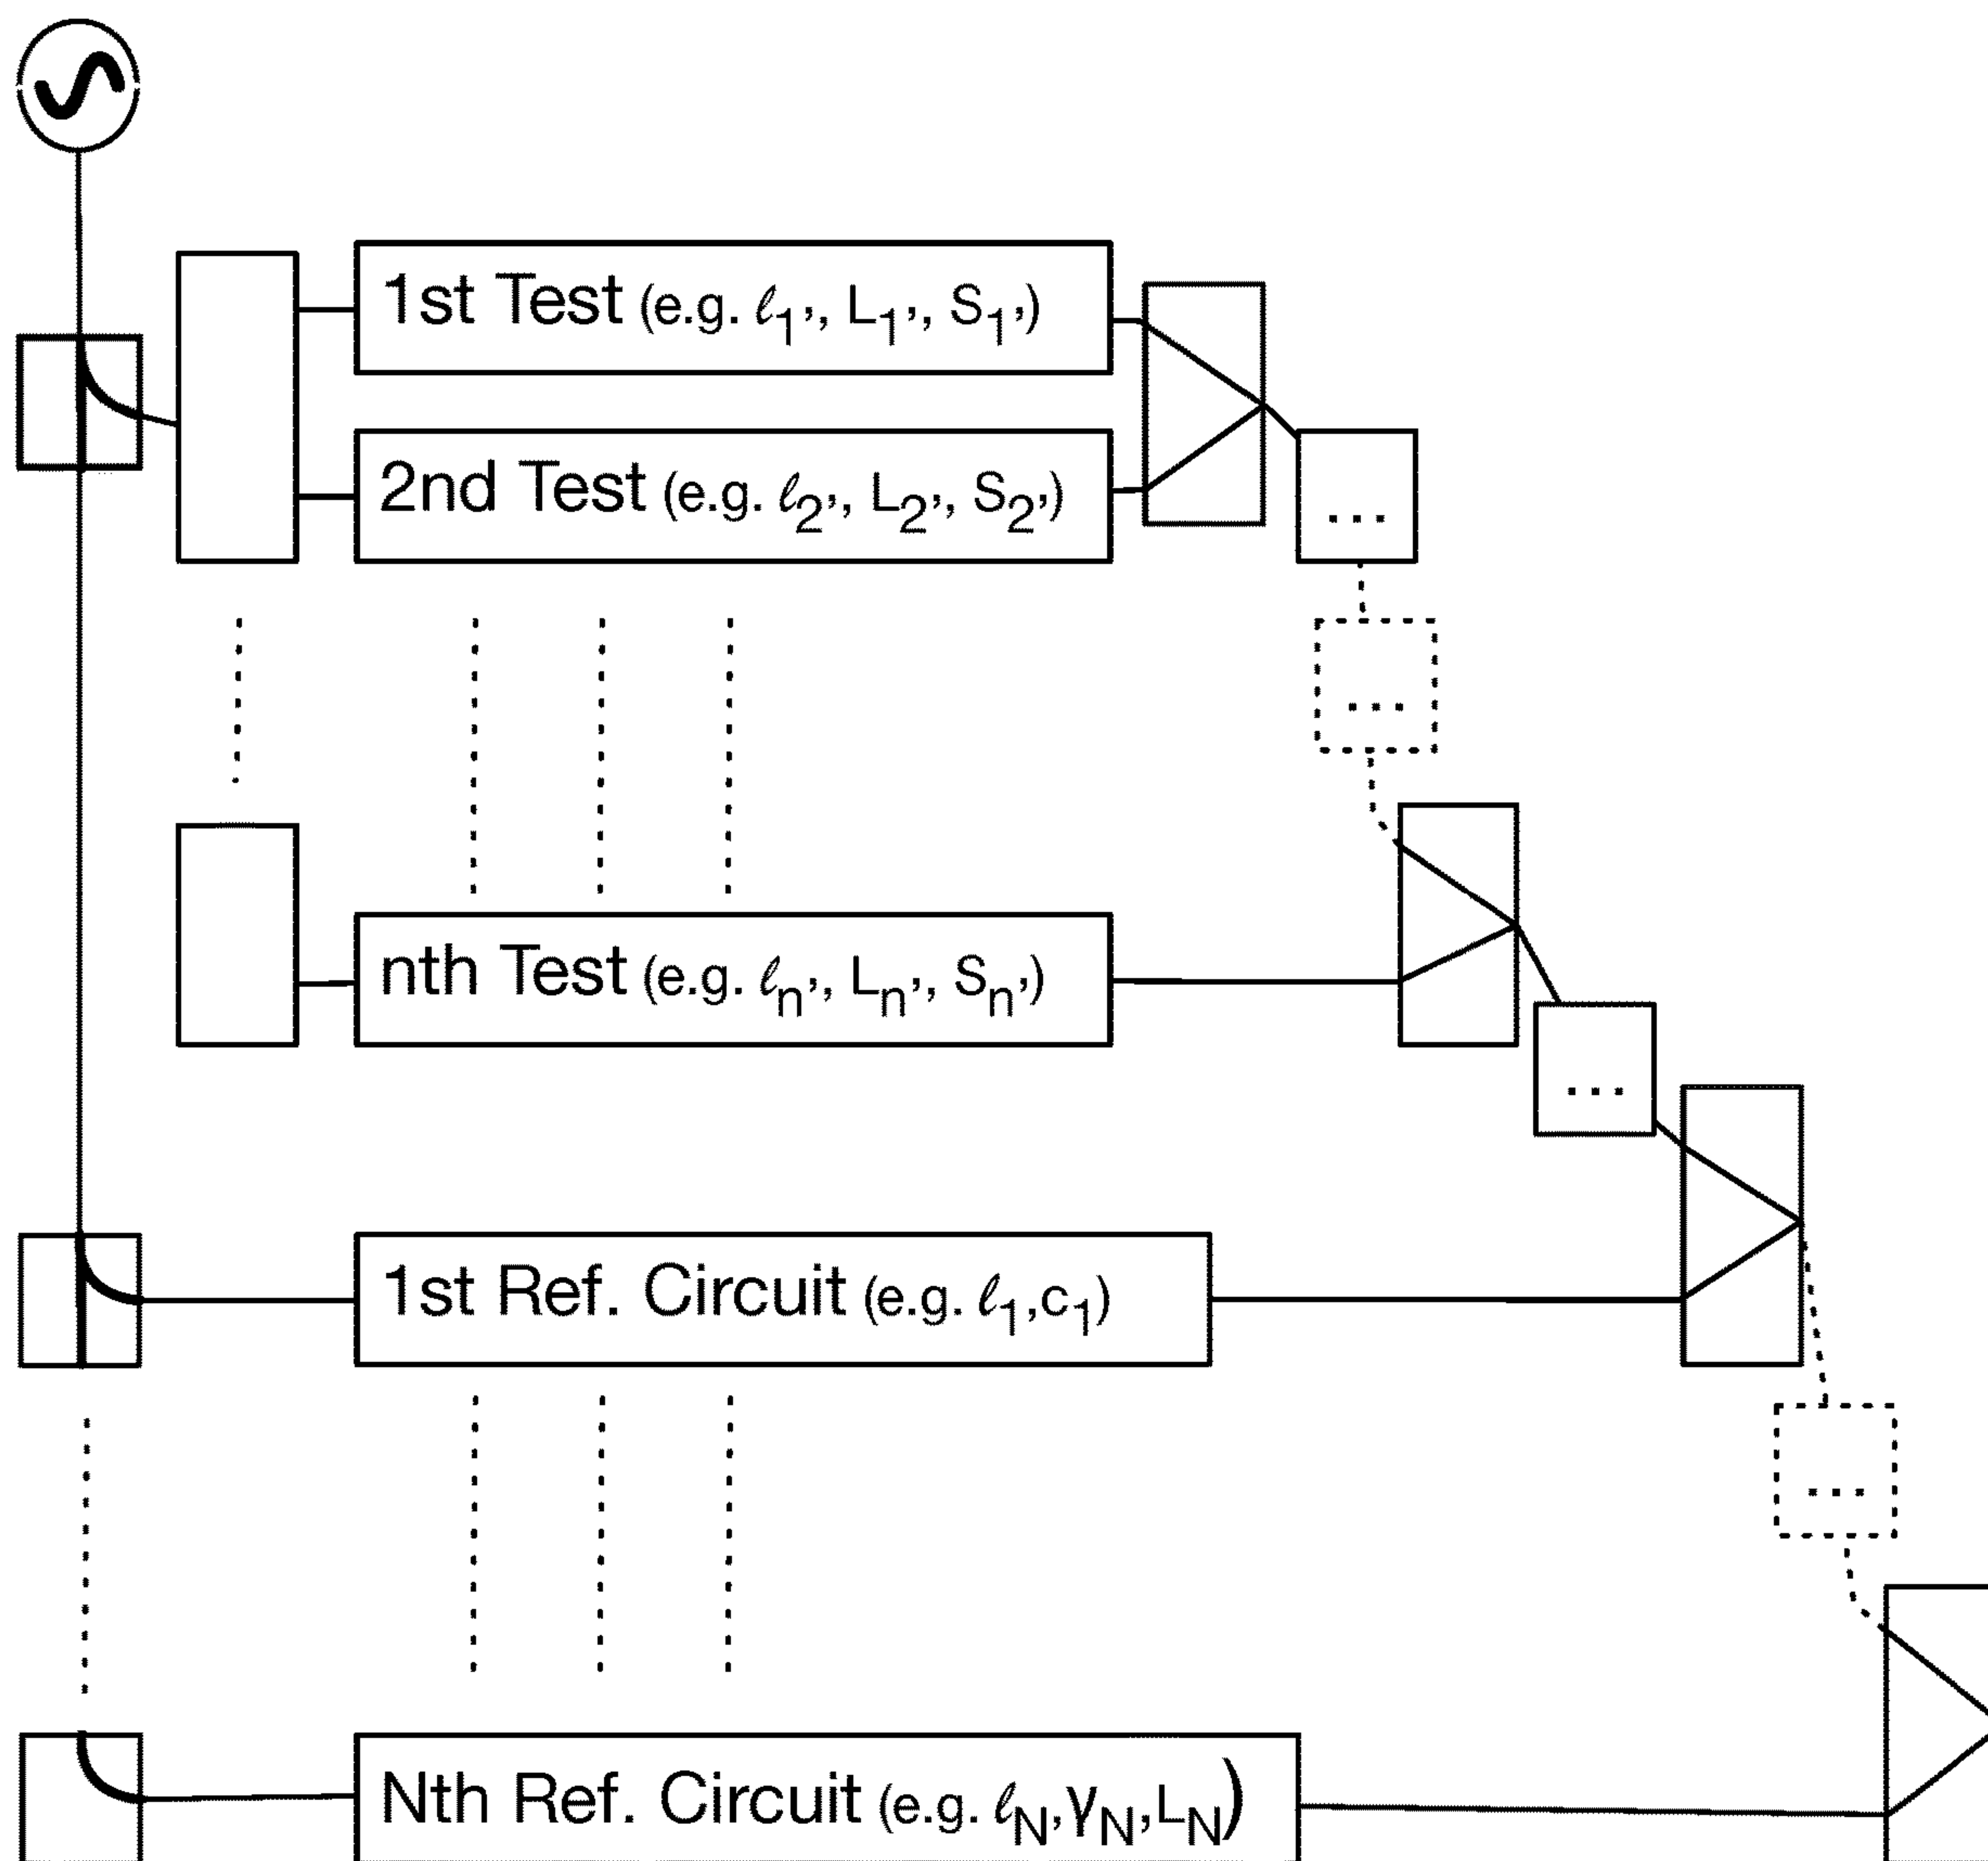 1st Test (e.g. ℓ1’, L1’, S1’)
2nd Test (e.g. ℓ2’, L2’, S2’)
...
...
nth Test (e.g. ℓn’, Ln’, Sn’)
...
1st Ref. Circuit (e.g. ℓ1,c1)
...
Nth Ref. Circuit (e.g. ℓN,γN,LN)